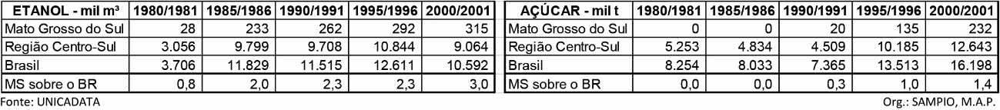 ETANOL - mil m³ 1980/1981 1985/1986 1990/1991 1995/1996 2000/2001
Mato Grosso do Sul 28 233 262 292 315
Região Centro-Sul 3.056 9.799 9.708 10.844 9.064
Brasil 3.706 11.829 11.515 12.611 10.592
MS sobre o BR 0,8 2,0 2,3 2,3 3,0
AÇÚCAR - mil t 1980/1981 1985/1986 1990/1991 1995/1996 2000/2001
Mato Grosso do Sul 0 0 20 135 232
Região Centro-Sul 5.253 4.834 4.509 10.185 12.643
Brasil 8.254 8.033 7.365 13.513 16.198
MS sobre o BR 0,0 0,0 0,3 1,0 1,4
Fonte: UNICADATA
Org.: SAMPIO, M.A.P.